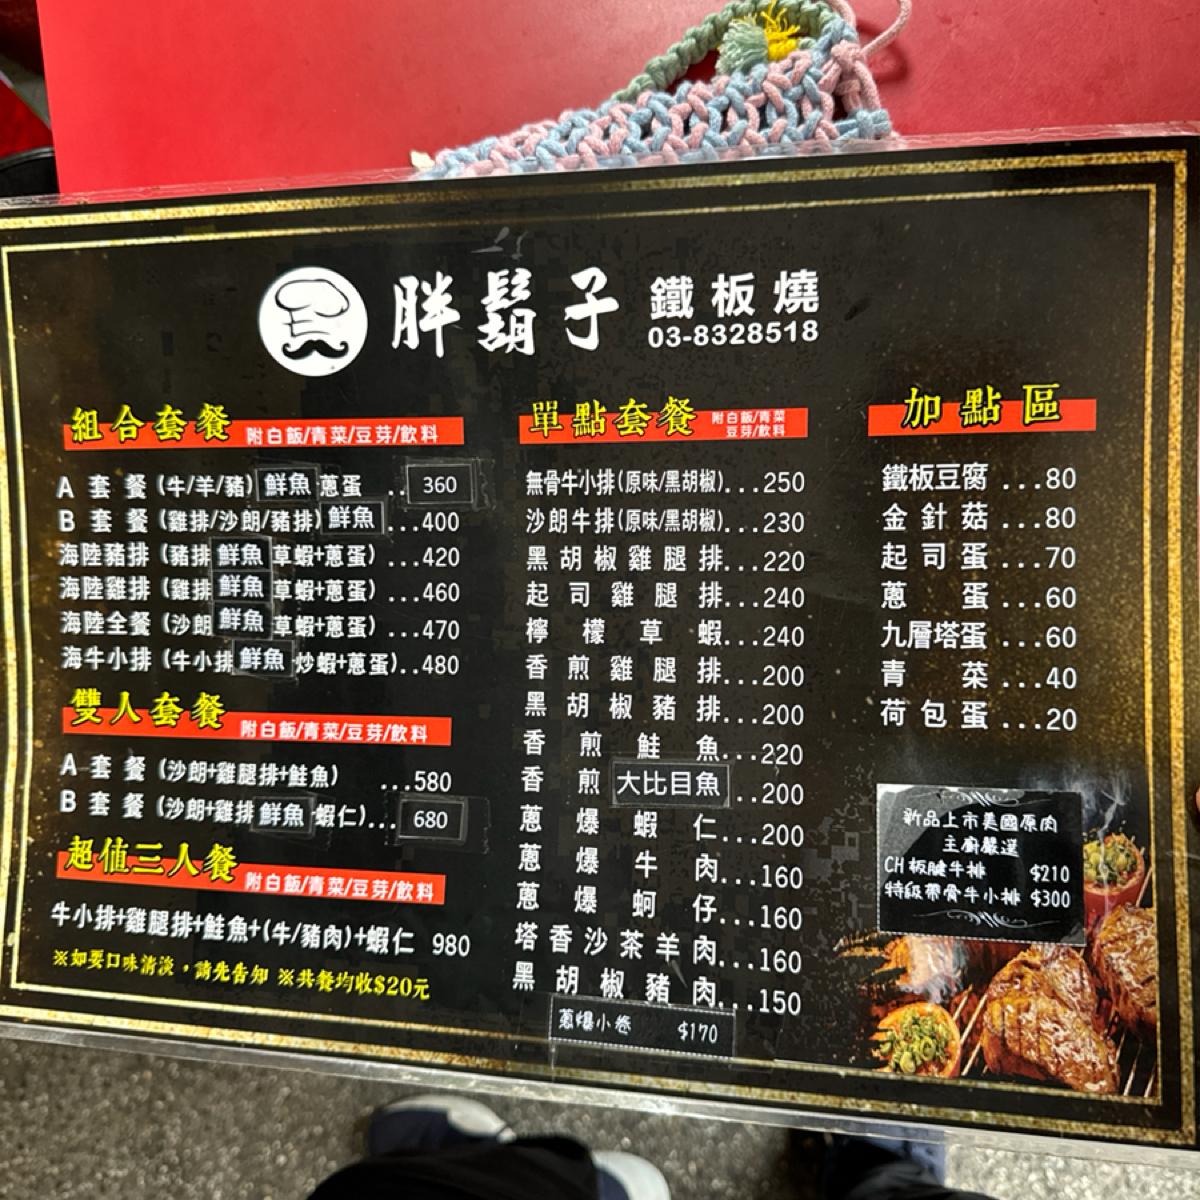 胖鬍子 鐵板燒
03-8328518
組合套餐 附白飯/青菜/豆芽/飲料
A 套 餐 (牛/羊/豬) 鮮魚 蔥蛋 ..360
B 套 餐 (雞排/沙朗/豬排) 鮮魚 ...400
海陸豬排 (豬排 鮮魚 草蝦+蔥蛋) ...420
海陸雞排 (雞排 鮮魚 草蝦+蔥蛋) ...460
海陸全餐 (沙朗 鮮魚 草蝦+蔥蛋) ...470
海牛小排 (牛小排 鮮魚 炒蝦+蔥蛋)..480
雙人套餐 附白飯/青菜/豆芽/飲料
A 套 餐 (沙朗+雞腿排+鮭魚) ...580
B 套 餐 (沙朗+雞排 鮮魚 蝦仁)... 680
超值三人餐 附白飯/青菜/豆芽/飲料
牛小排+雞腿排+鮭魚+(牛/豬肉)+蝦仁 980
※如要口味清淡，請先告知 ※共餐均收$20元
單點套餐 附白飯/青菜
豆芽/飲料
無骨牛小排(原味/黑胡椒)...250
沙朗牛排(原味/黑胡椒)...230
黑胡椒雞腿排...220
起司雞腿排...240
檸檬草蝦...240
香煎雞腿排...200
黑胡椒豬排...200
香煎鮭魚...220
香煎 大比目魚 ..200
蔥爆蝦仁...200
蔥爆牛肉...160
蔥爆蚵仔...160
塔香沙茶羊肉...160
黑胡椒豬肉...150
蔥爆小卷 $170
加點區
鐵板豆腐 ...80
金針菇 ...80
起司蛋 ...70
蔥蛋 ...60
九層塔蛋 ...60
青菜 ...40
荷包蛋 ...20
新品上市美國原肉
主廚嚴選
CH板腱牛排 $210
特級帶骨牛小排 $300